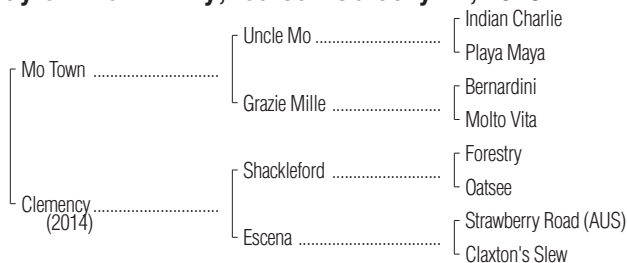 Indian Charlie
Uncle Mo
Playa Maya
Mo Town
Bernardini
Grazie Mille
Molto Vita
Forestry
Shackleford
Oatsee
Clemency
(2014)
Strawberry Road (AUS)
Escena
Claxton's Slew